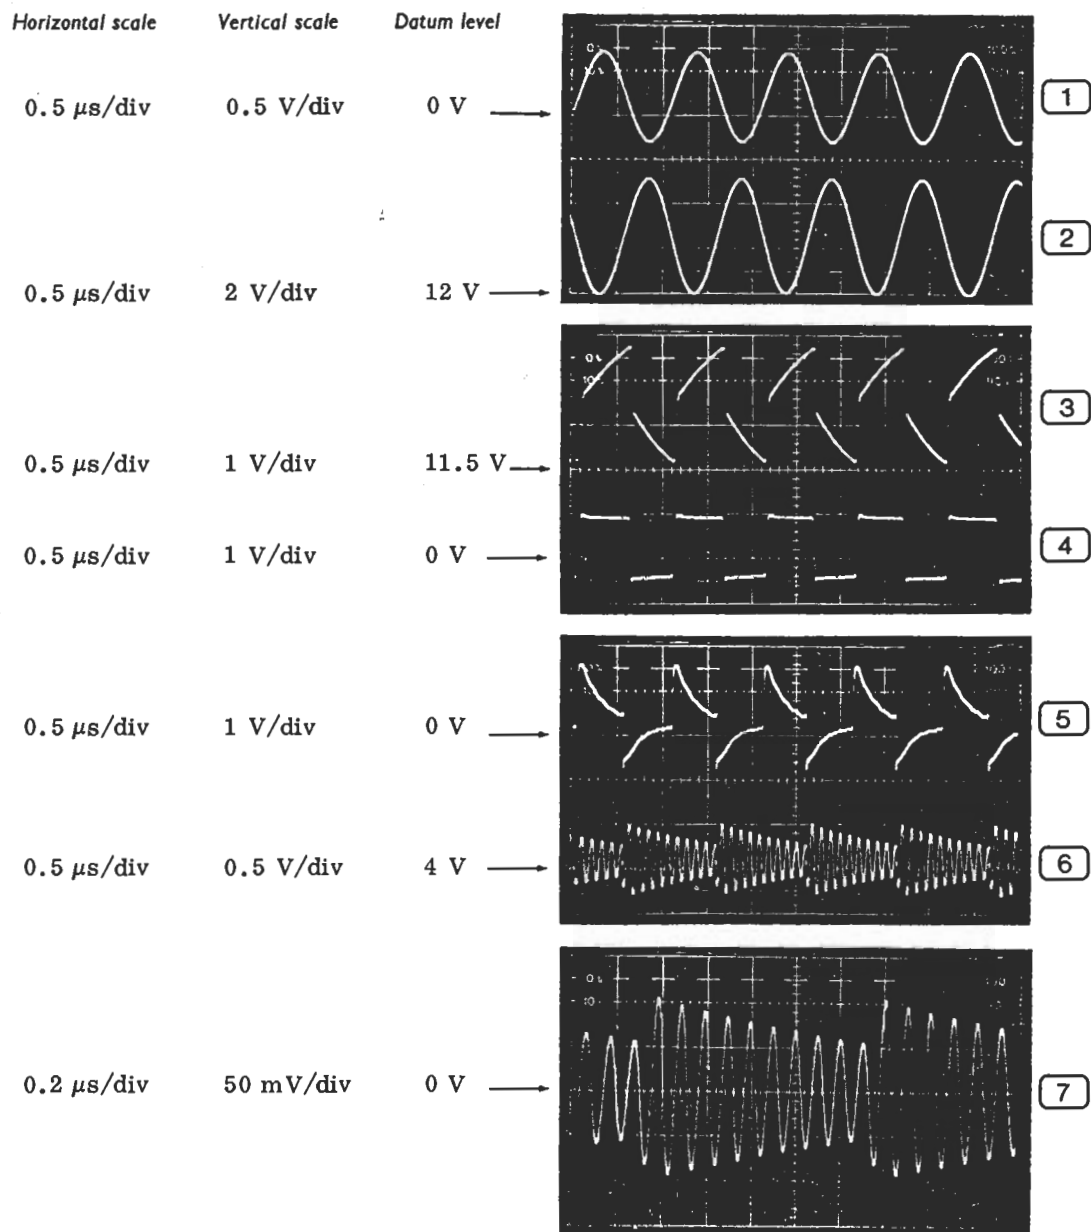 Horizontal scale Vertical scale Datum level
0.5 μs/div 0.5 V/div 0 V 1
2
0.5 μs/div 2 V/div 12 V
3
0.5 μs/div 1 V/div 11.5 V
0.5 μs/div 1 V/div 0 V 4
0.5 μs/div 1 V/div 0 V 5
0.5 μs/div 0.5 V/div 4 V 6
0.2 μs/div 50 mV/div 0 V 7